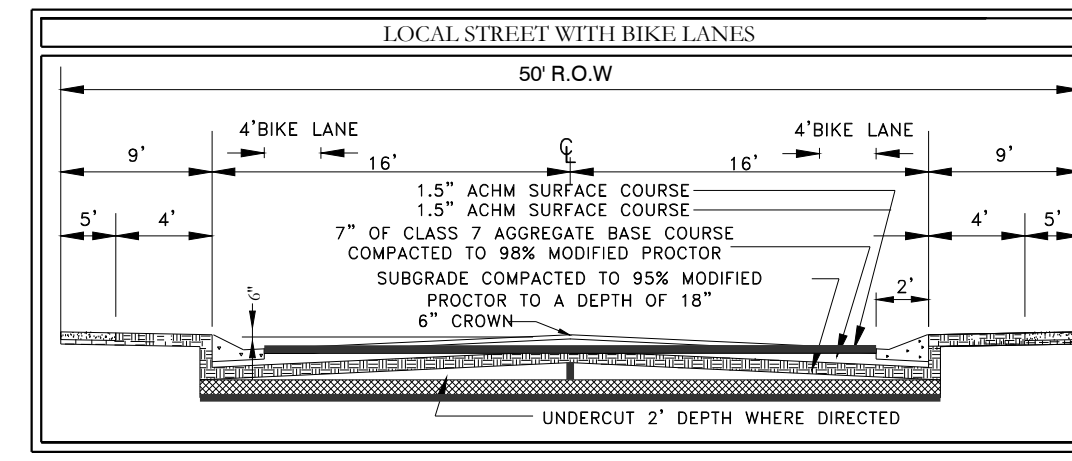 LOCAL STREET WITH BIKE LANES
50' R.O.W
4'BIKE LANE
4'BIKE LANE
9'
16'
℄
16'
9'
1.5” ACHM SURFACE COURSE
1.5” ACHM SURFACE COURSE
5'
4'
7” OF CLASS 7 AGGREGATE BASE COURSE
COMPACTED TO 98% MODIFIED PROCTOR
4'
5'
SUBGRADE COMPACTED TO 95% MODIFIED
PROCTOR TO A DEPTH OF 18”
2'
6”
6” CROWN
UNDERCUT 2' DEPTH WHERE DIRECTED